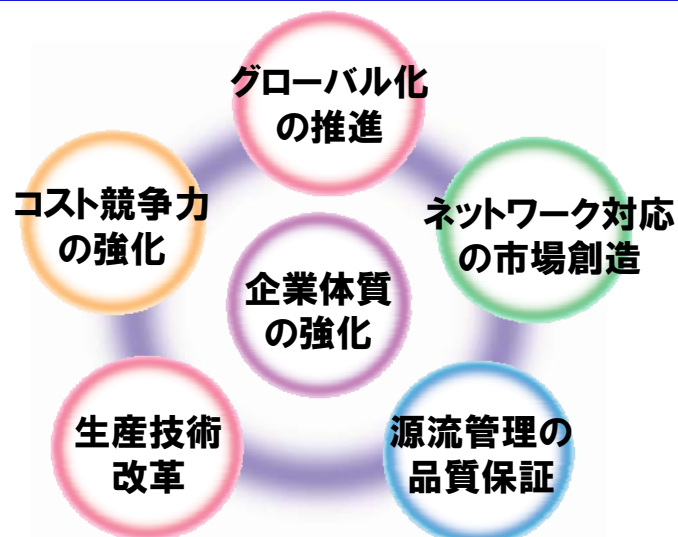 グローバル化
の推進
コスト競争力
の強化
ネットワーク対応
の市場創造
企業体質
の強化
生産技術
改革
源流管理の
品質保証